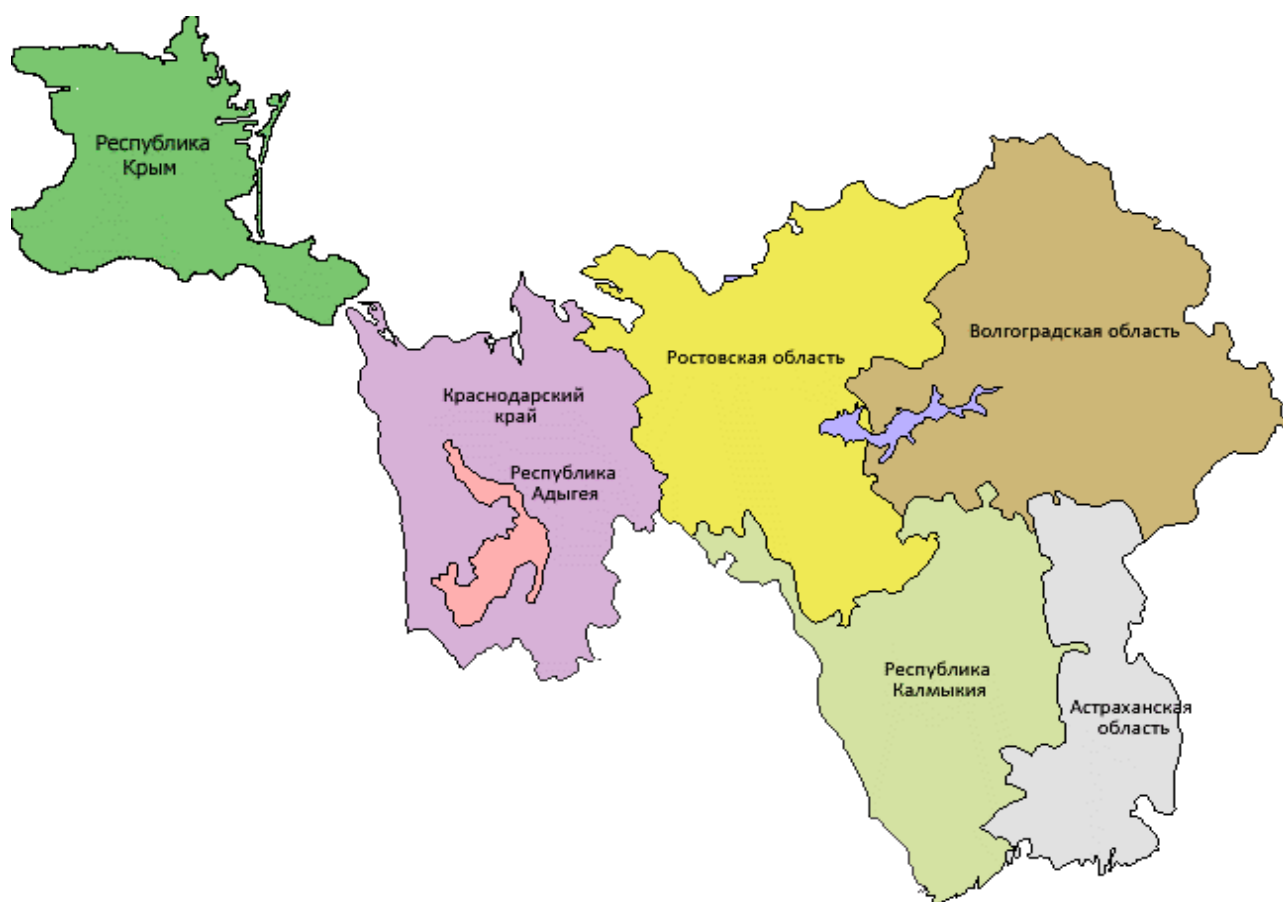 Республика
Крым
Волгоградская область
Ростовская область
Краснодарский
край
Республика
Адыгея
Республика
Калмыкия
Астраханская
область